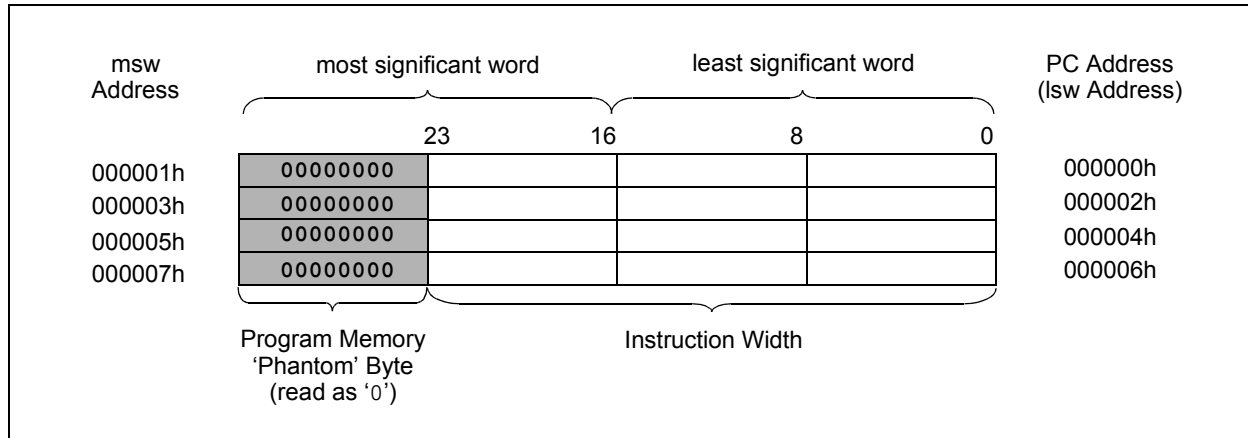 msw Address
most significant word
least significant word
PC Address (lsw Address)
23 16 8 0
000001h 00000000 000000h
000003h 00000000 000002h
000005h 00000000 000004h
000007h 00000000 000006h
Program Memory
‘Phantom’ Byte
(read as ‘0’)
Instruction Width